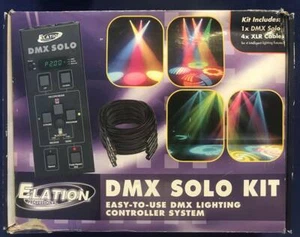 ELATION
DMX SOLO
P200
Kit Includes:
1x DMX Solo
4x XLR Cables
ELATION
DMX SOLO KIT
EASY-TO-USE DMX LIGHTING
CONTROLLER SYSTEM